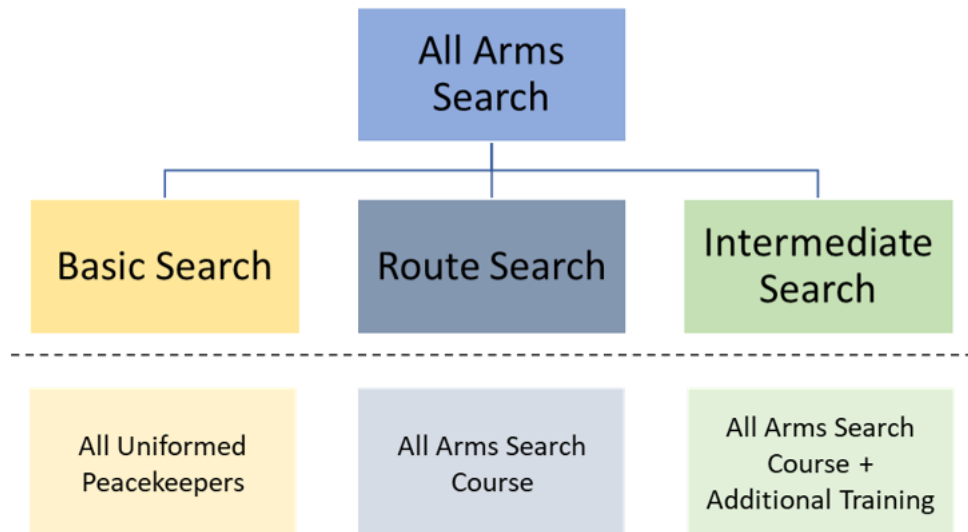 All Arms
Search
Basic Search
Route Search
Intermediate
Search
All Uniformed
Peacekeepers
All Arms Search
Course
All Arms Search
Course +
Additional Training